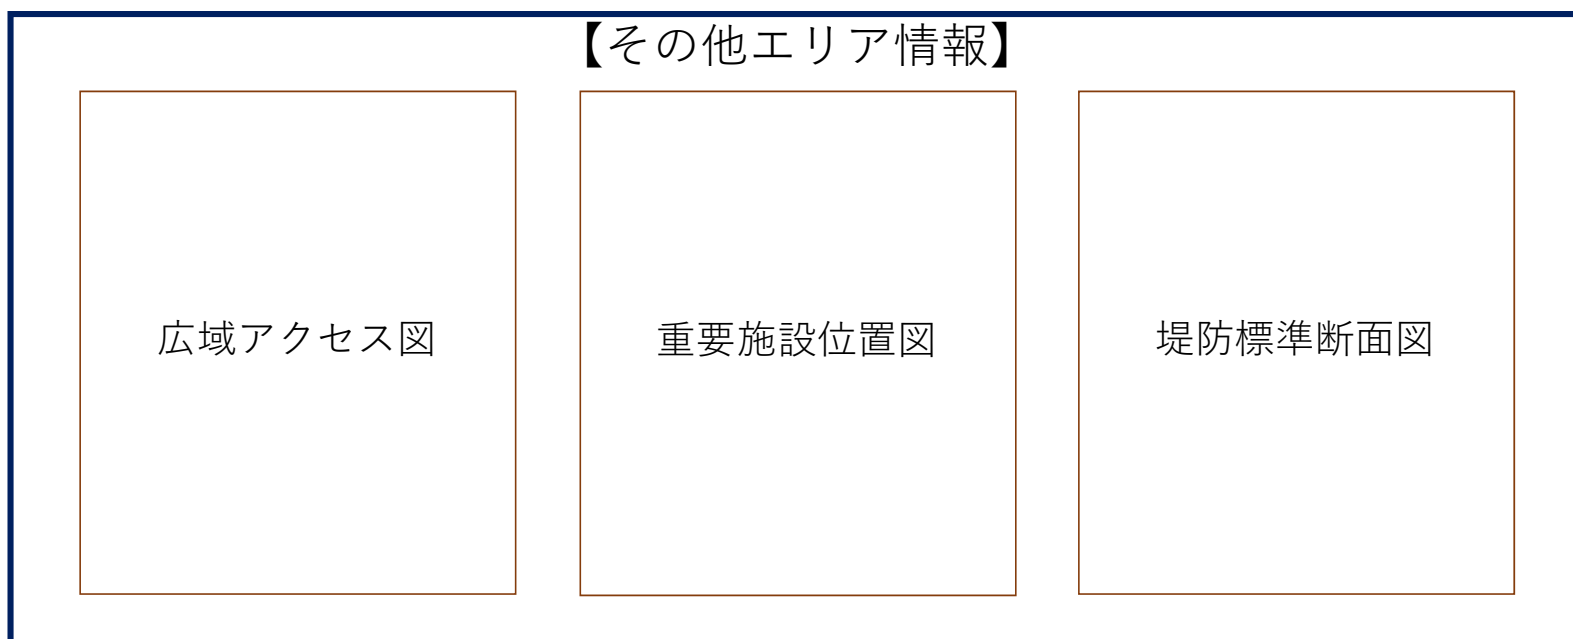 【その他エリア情報】
広域アクセス図
重要施設位置図
堤防標準断面図